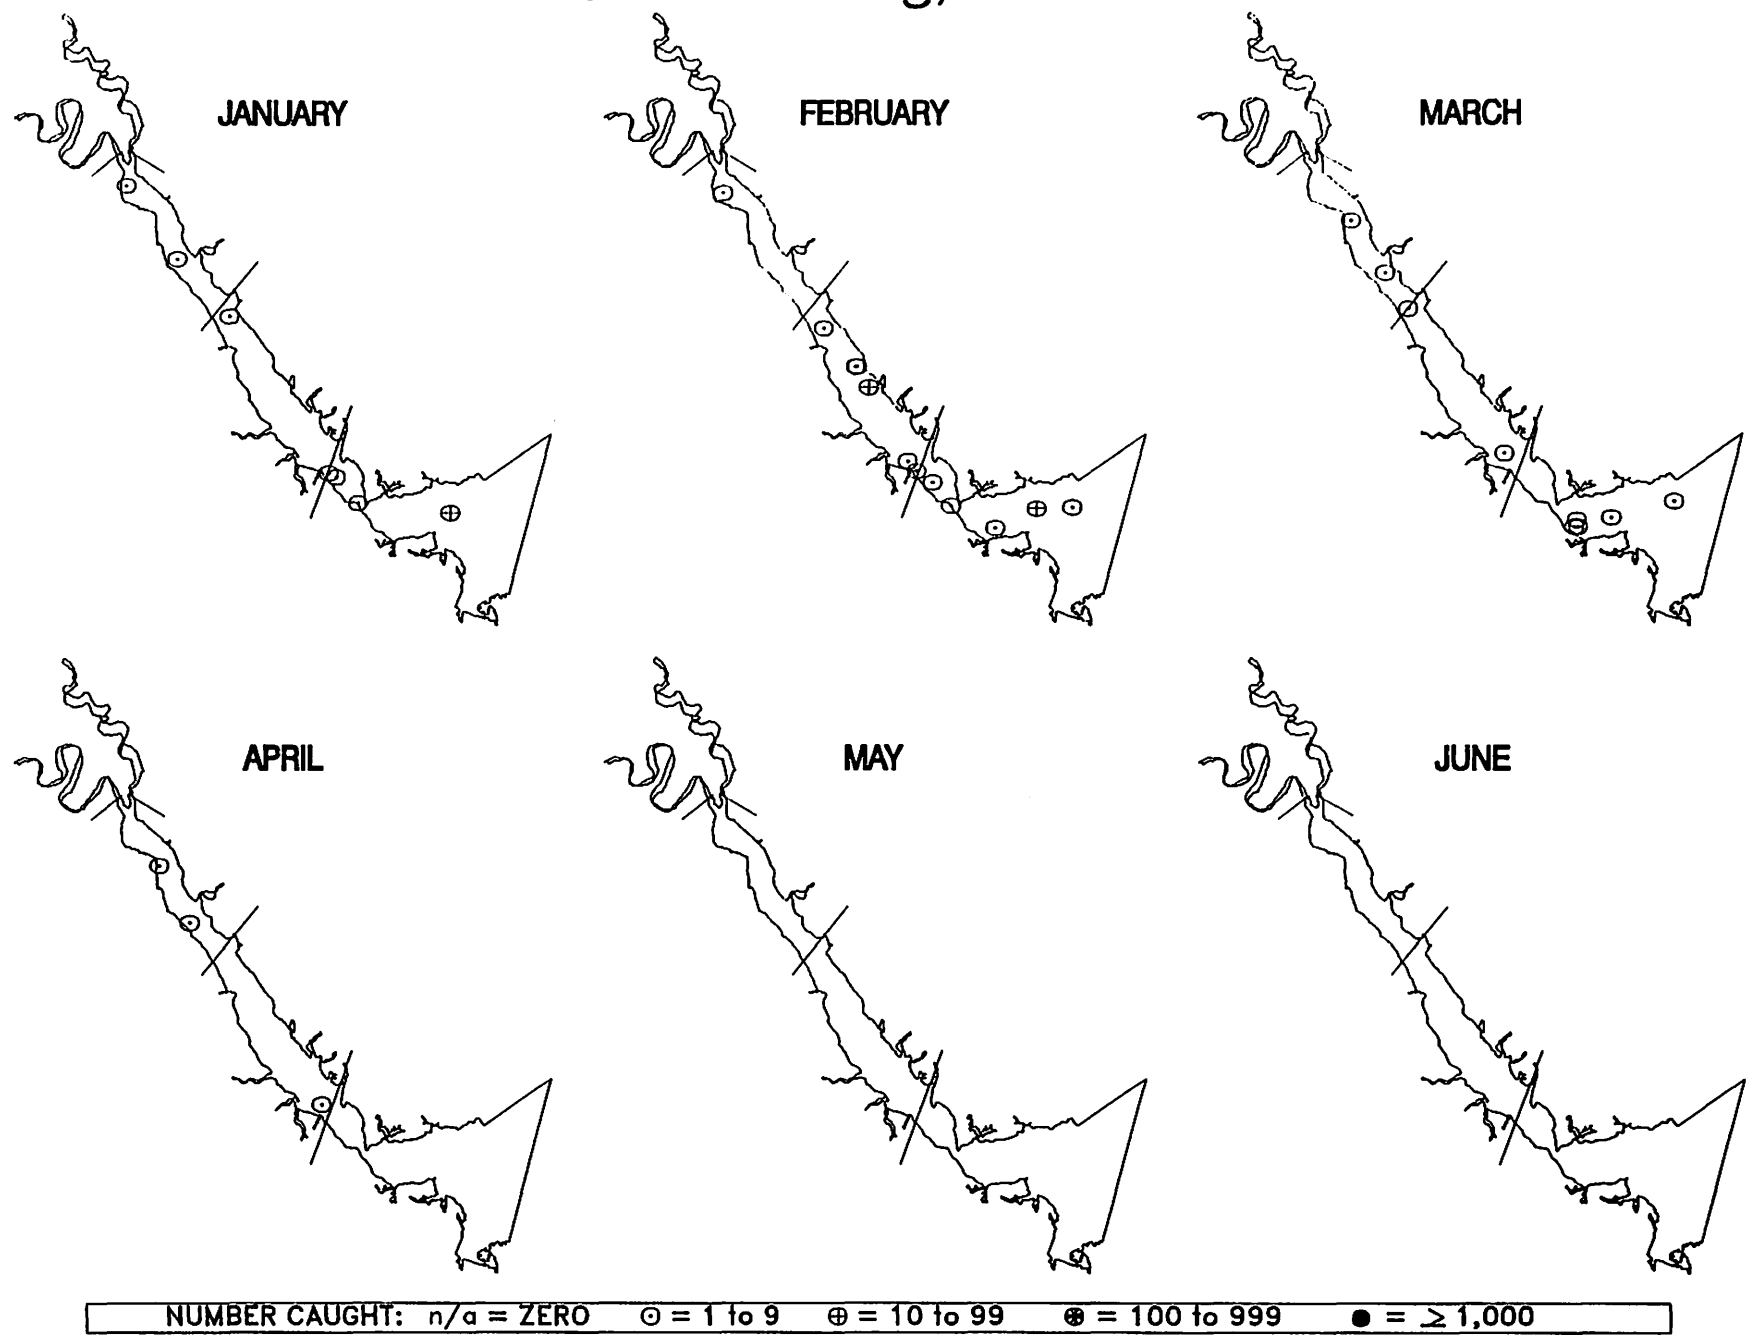 JANUARY FEBRUARY MARCH
APRIL MAY JUNE
NUMBER CAUGHT: n/a = ZERO ⊙ = 1 to 9 ⊕ = 10 to 99 ⊛ = 100 to 999 ● = ≥ 1,000